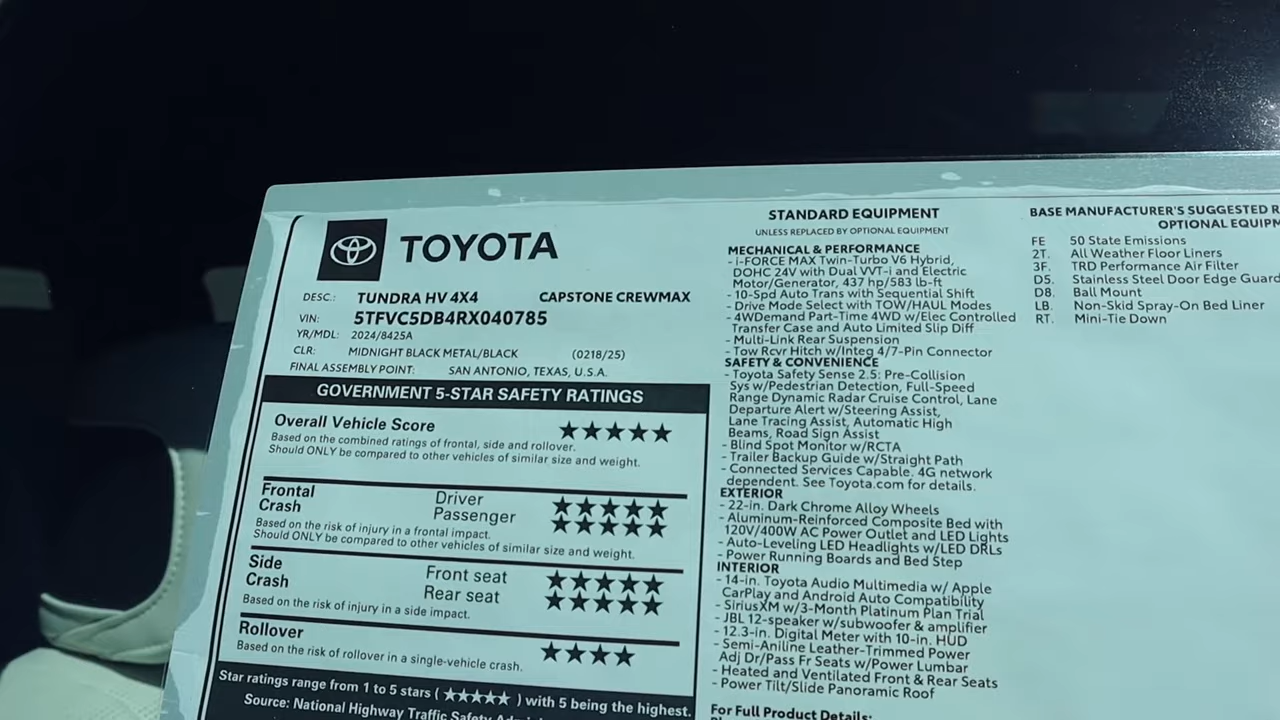 TOYOTA
DESC.: TUNDRA HV 4X4 CAPSTONE CREWMAX
VIN: 5TFVC5DB4RX040785
YR/MDL: 2024/8425A
CLR: MIDNIGHT BLACK METAL/BLACK (0218/25)
FINAL ASSEMBLY POINT: SAN ANTONIO, TEXAS, U.S.A.
GOVERNMENT 5-STAR SAFETY RATINGS
Overall Vehicle Score ★★★★★
Based on the combined ratings of frontal, side and rollover.
Should ONLY be compared to other vehicles of similar size and weight.
Frontal Driver ★★★★★
Crash Passenger ★★★★★
Based on the risk of injury in a frontal impact.
Should ONLY be compared to other vehicles of similar size and weight.
Side Front seat ★★★★★
Crash Rear seat ★★★★★
Based on the risk of injury in a side impact.
Rollover ★★★★
Based on the risk of rollover in a single-vehicle crash.
Star ratings range from 1 to 5 stars (★★★★★) with 5 being the highest.
Source: National Highway Traffic Safety
STANDARD EQUIPMENT
UNLESS REPLACED BY OPTIONAL EQUIPMENT
MECHANICAL & PERFORMANCE
- i-FORCE MAX Twin-Turbo V6 Hybrid,
DOHC 24V with Dual VVT-i and Electric
Motor/Generator, 437 hp/583 lb-ft
- 10-Spd Auto Trans with Sequential Shift
- Drive Mode Select with TOW/HAUL Modes
- 4WDemand Part-Time 4WD w/Elec Controlled
Transfer Case and Auto Limited Slip Diff
- Multi-Link Rear Suspension
- Tow Rcvr Hitch w/Integ 4/7-Pin Connector
SAFETY & CONVENIENCE
- Toyota Safety Sense 2.5: Pre-Collision
Sys w/Pedestrian Detection, Full-Speed
Range Dynamic Radar Cruise Control, Lane
Departure Alert w/Steering Assist,
Lane Tracing Assist, Automatic High
Beams, Road Sign Assist
- Blind Spot Monitor w/RCTA
- Trailer Backup Guide w/Straight Path
- Connected Services Capable. 4G network
dependent. See Toyota.com for details.
EXTERIOR
- 22-in. Dark Chrome Alloy Wheels
- Aluminum-Reinforced Composite Bed with
120V/400W AC Power Outlet and LED Lights
- Auto-Leveling LED Headlights w/LED DRLs
- Power Running Boards and Bed Step
INTERIOR
- 14-in. Toyota Audio Multimedia w/ Apple
CarPlay and Android Auto Compatibility
- SiriusXM w/3-Month Platinum Plan Trial
- JBL 12-speaker w/subwoofer & amplifier
- 12.3-in. Digital Meter with 10-in. HUD
- Semi-Aniline Leather-Trimmed Power
Adj Dr/Pass Fr Seats w/Power Lumbar
- Heated and Ventilated Front & Rear Seats
- Power Tilt/Slide Panoramic Roof
For Full Product Details:
BASE MANUFACTURER'S SUGGESTED R
OPTIONAL EQUIPM
FE 50 State Emissions
2T. All Weather Floor Liners
3F. TRD Performance Air Filter
D5. Stainless Steel Door Edge Guard
D8. Ball Mount
LB. Non-Skid Spray-On Bed Liner
RT. Mini-Tie Down